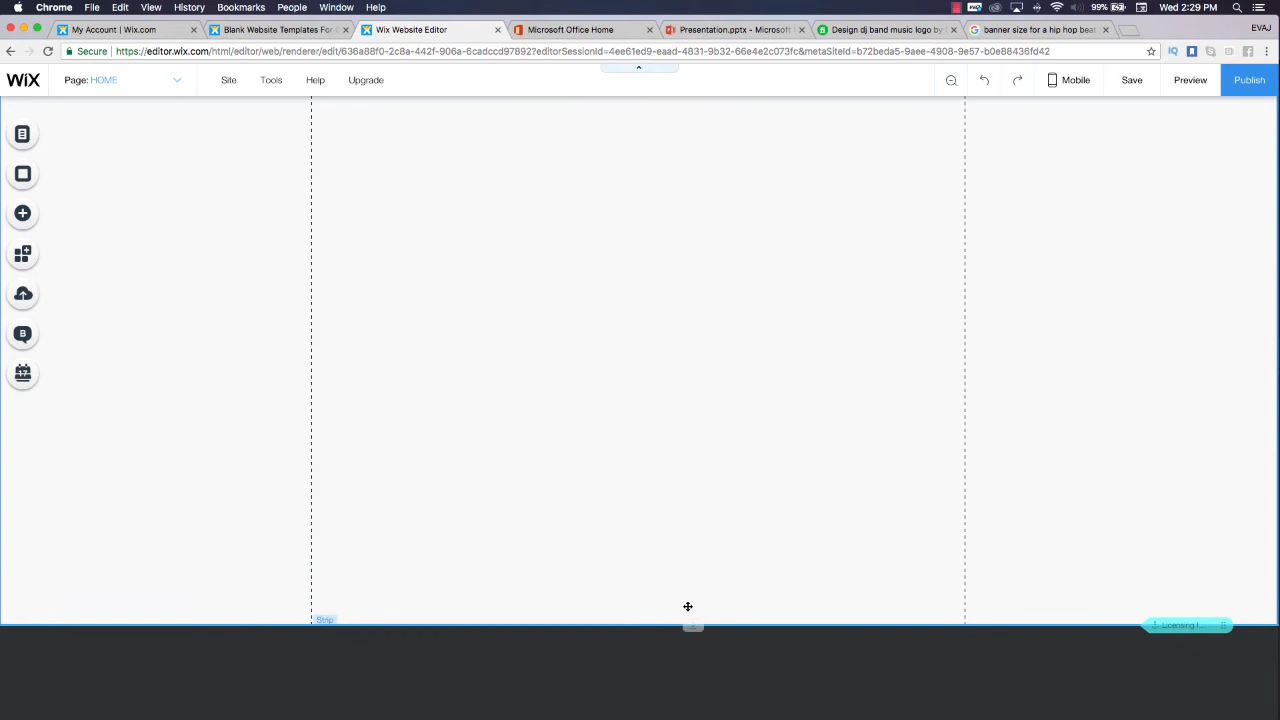 Chrome File Edit View History Bookmarks People Window Help 99% Wed 2:29 PM
My Account | Wix.com Blank Website Templates For Wix Website Editor Microsoft Office Home Presentation.pptx - Microsoft Design dj band music logo by banner size for a hip hop beat EVAJ
Secure https://editor.wix.com/html/editor/web/renderer/edit/636a88f0-2c8a-442f-906a-6cadccd97892?editorSessionId=4ee61ed9-eaad-4831-9b32-66e4e2c073fc&metaSiteId=b72beda5-9aee-4908-9e57-b0e88436fd42 IQ
WiX Page: HOME Site Tools Help Upgrade Mobile Save Preview Publish
B
17
Strip
Licensing I...